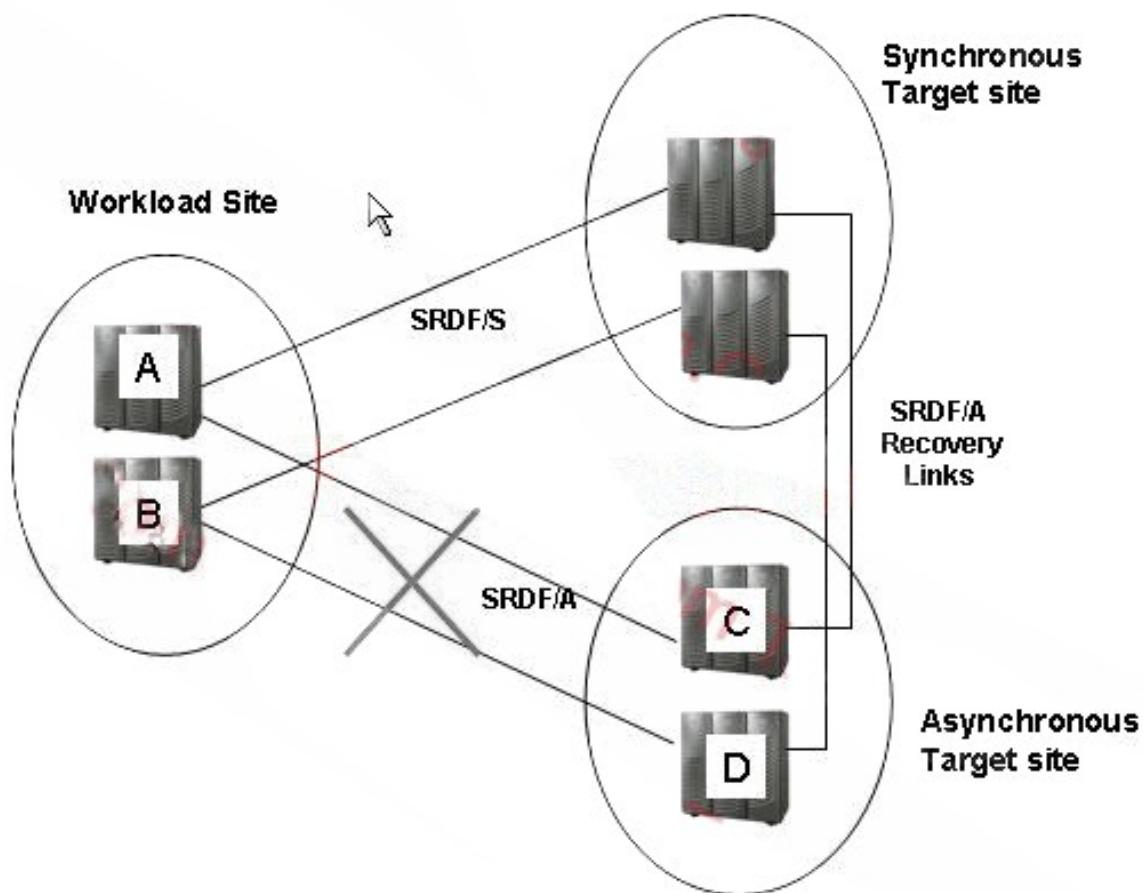 Synchronous
Target site
Workload Site
SRDF/S
A
B
SRDF/A
Recovery
Links
SRDF/A
C
D
Asynchronous
Target site